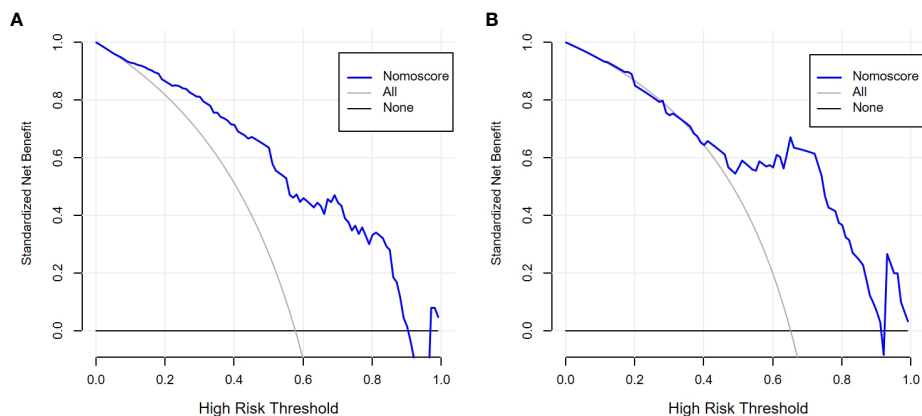 A
Standardized Net Benefit
1.0
0.8
0.6
0.4
0.2
0.0
Nomoscore
All
None
0.0 0.2 0.4 0.6 0.8 1.0
High Risk Threshold
B
Standardized Net Benefit
1.0
0.8
0.6
0.4
0.2
0.0
Nomoscore
All
None
0.0 0.2 0.4 0.6 0.8 1.0
High Risk Threshold